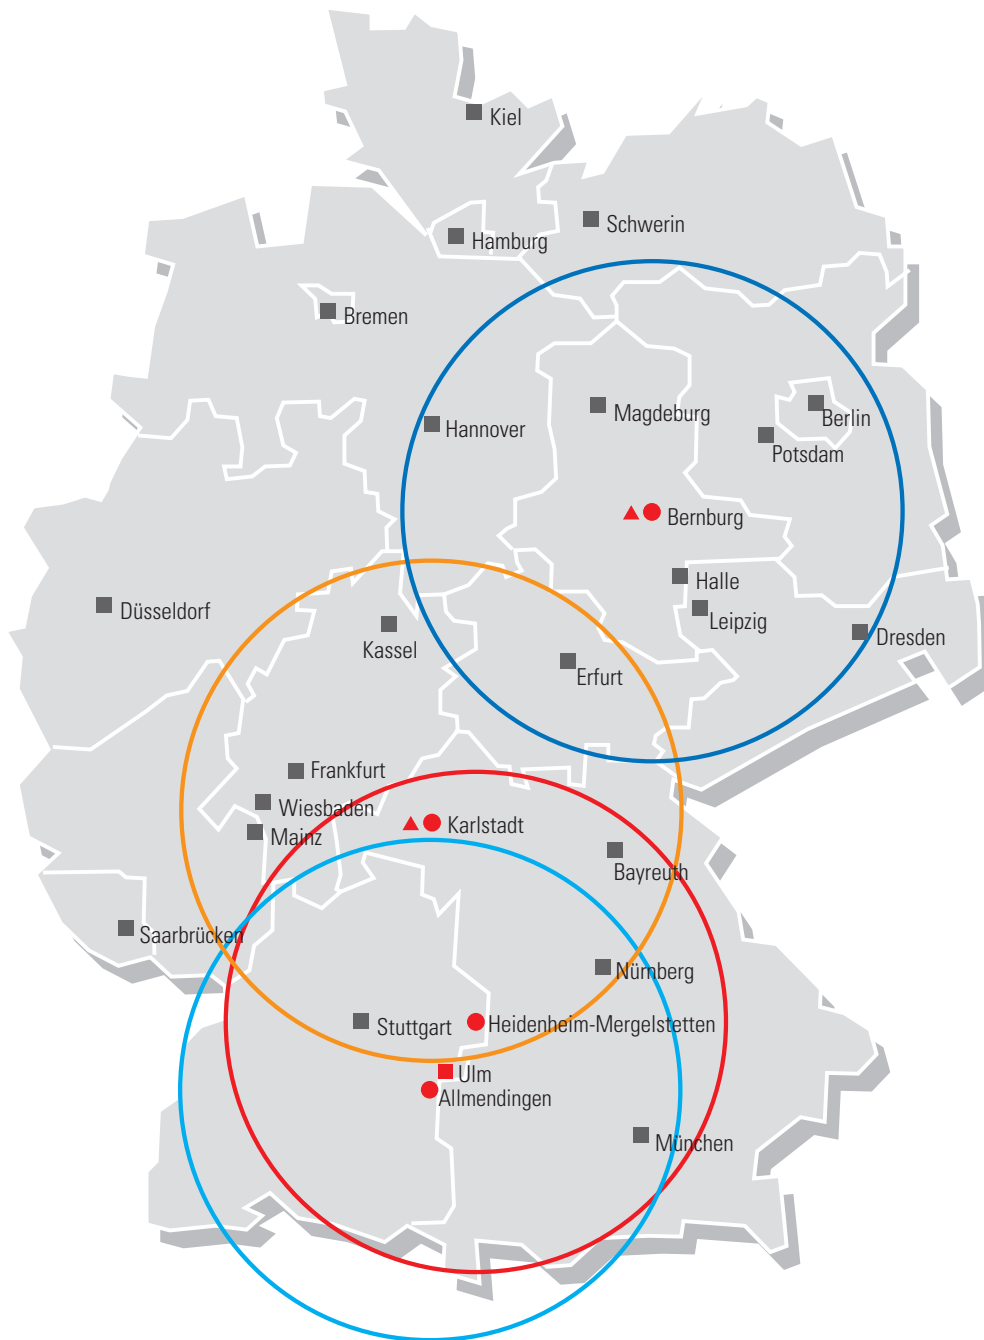 Kiel
Schwerin
Hamburg
Bremen
Magdeburg
Berlin
Hannover
Potsdam
Bernburg
Halle
Düsseldorf
Leipzig
Kassel
Dresden
Erfurt
Frankfurt
Wiesbaden
Karlstadt
Mainz
Bayreuth
Saarbrücken
Nürnberg
Stuttgart
Heidenheim-Mergelstetten
Ulm
Allmendingen
München